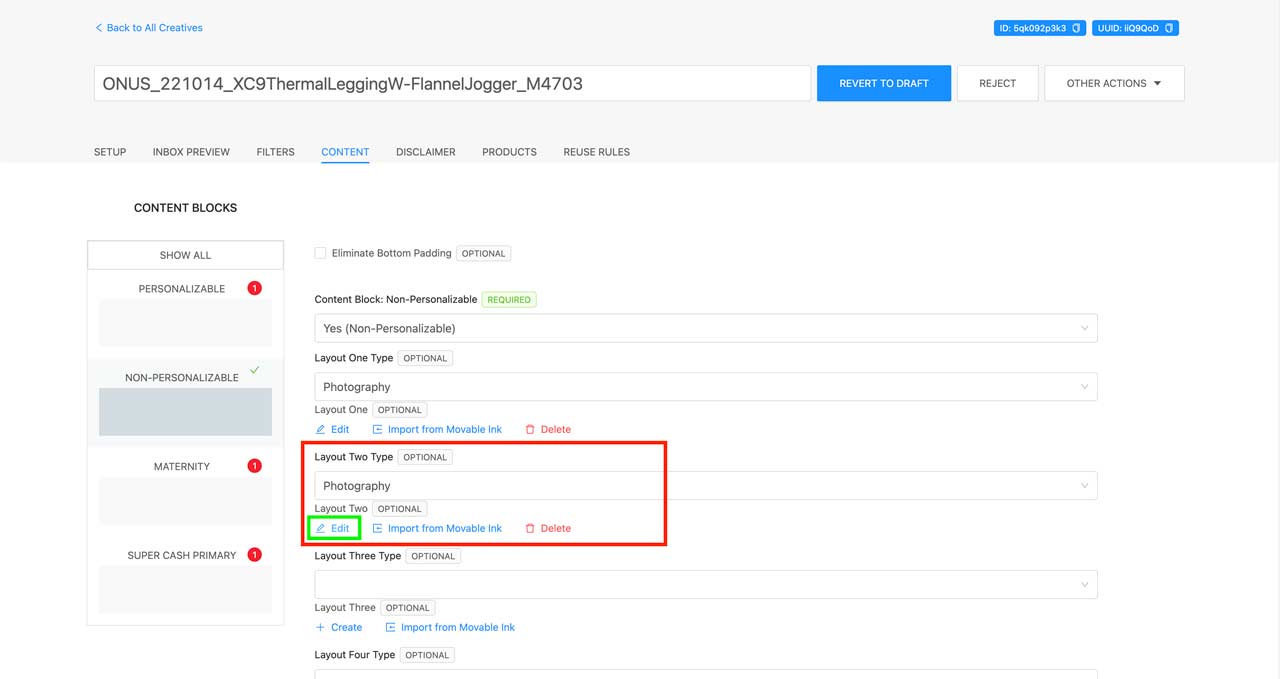 Back to All Creatives
ID: 5qk092p3k3
UUID: iiQ9QoD
ONUS_221014_XC9ThermalLeggingW-FlannelJogger_M4703
REVERT TO DRAFT
REJECT
OTHER ACTIONS
SETUP
INBOX PREVIEW
FILTERS
CONTENT
DISCLAIMER
PRODUCTS
REUSE RULES
CONTENT BLOCKS
SHOW ALL
PERSONALIZABLE
1
NON-PERSONALIZABLE
MATERNITY
1
SUPER CASH PRIMARY
1
Eliminate Bottom Padding OPTIONAL
Content Block: Non-Personalizable REQUIRED
Yes (Non-Personalizable)
Layout One Type OPTIONAL
Photography
Layout One OPTIONAL
Edit Import from Movable Ink Delete
Layout Two Type OPTIONAL
Photography
Layout Two OPTIONAL
Edit Import from Movable Ink Delete
Layout Three Type OPTIONAL
Layout Three OPTIONAL
Create Import from Movable Ink
Layout Four Type OPTIONAL